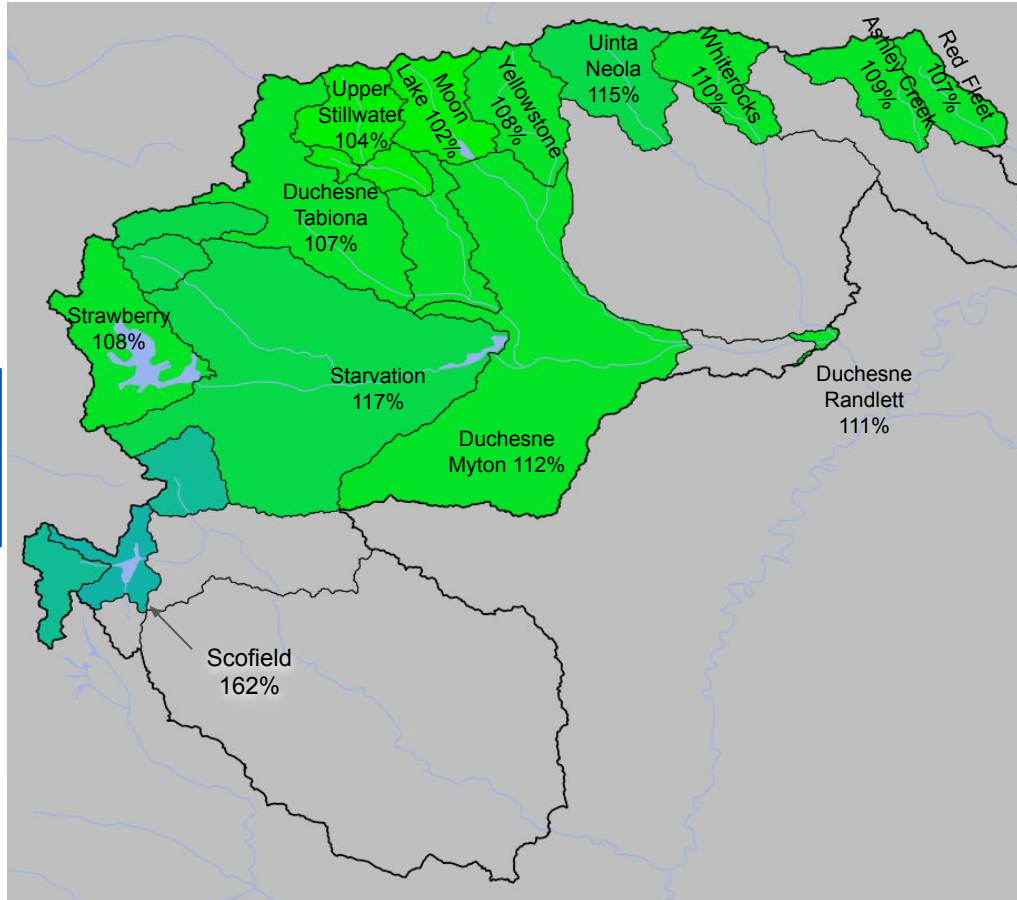 Upper
Stillwater
104%
Moon
Lake 102%
Yellowstone
108%
Uinta
Neola
115%
Whiterocks
110%
Ashley Creek
109%
Red Fleet
107%
Duchesne
Tabiona
107%
Strawberry
108%
Starvation
117%
Duchesne
Myton 112%
Duchesne
Randlett
111%
Scofield
162%